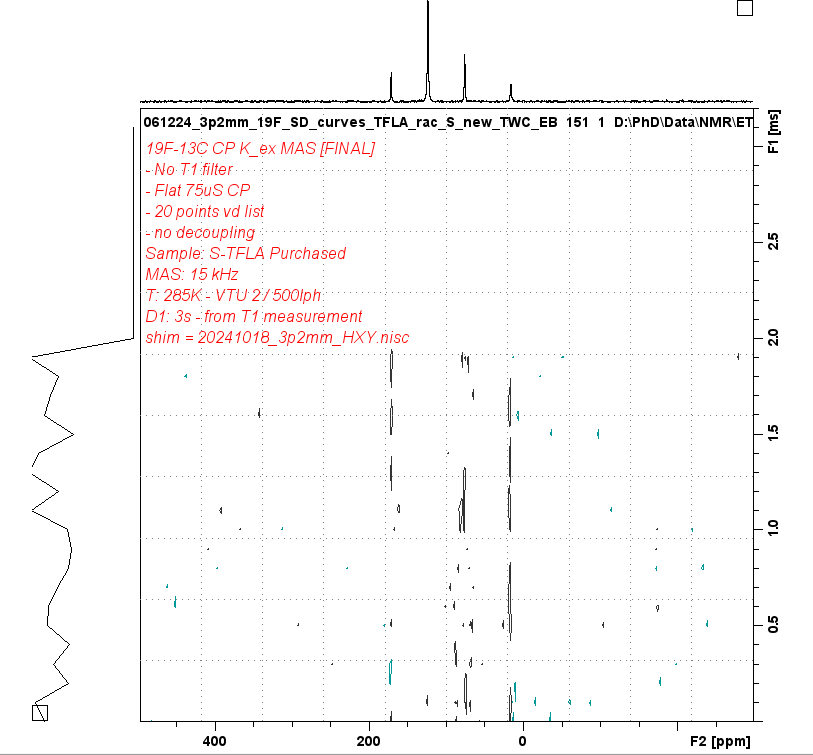 061224_3p2mm_19F_SD_curves_TFLA_rac_S_new_TWC_EB 151 1 D:\PhD\Data\NMR\ET
19F-13C CP K_ex MAS [FINAL]
- No T1 filter
- Flat 75uS CP
- 20 points vd list
- no decoupling
Sample: S-TFLA Purchased
MAS: 15 kHz
T: 285K - VTU 2 / 500lph
D1: 3s - from T1 measurement
shim = 20241018_3p2mm_HXY.nisc
F1 [ms]
2.5
2.0
1.5
1.0
0.5
400
200
0
F2 [ppm]